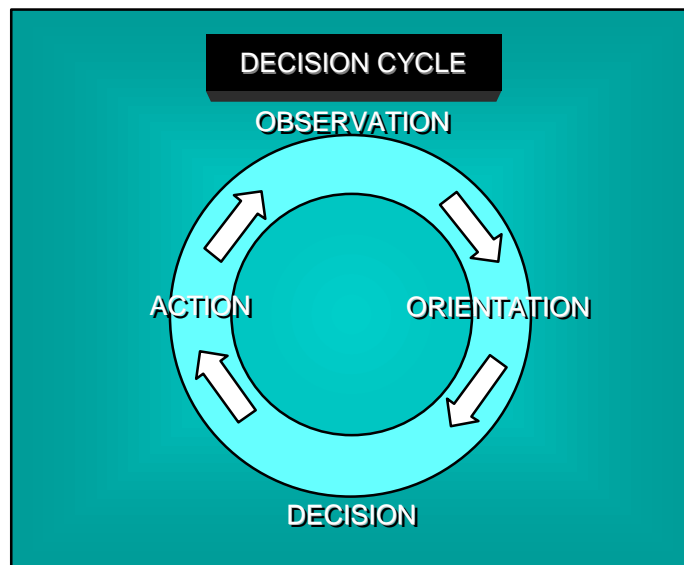 DECISION CYCLE
OBSERVATION
ACTION
ORIENTATION
DECISION